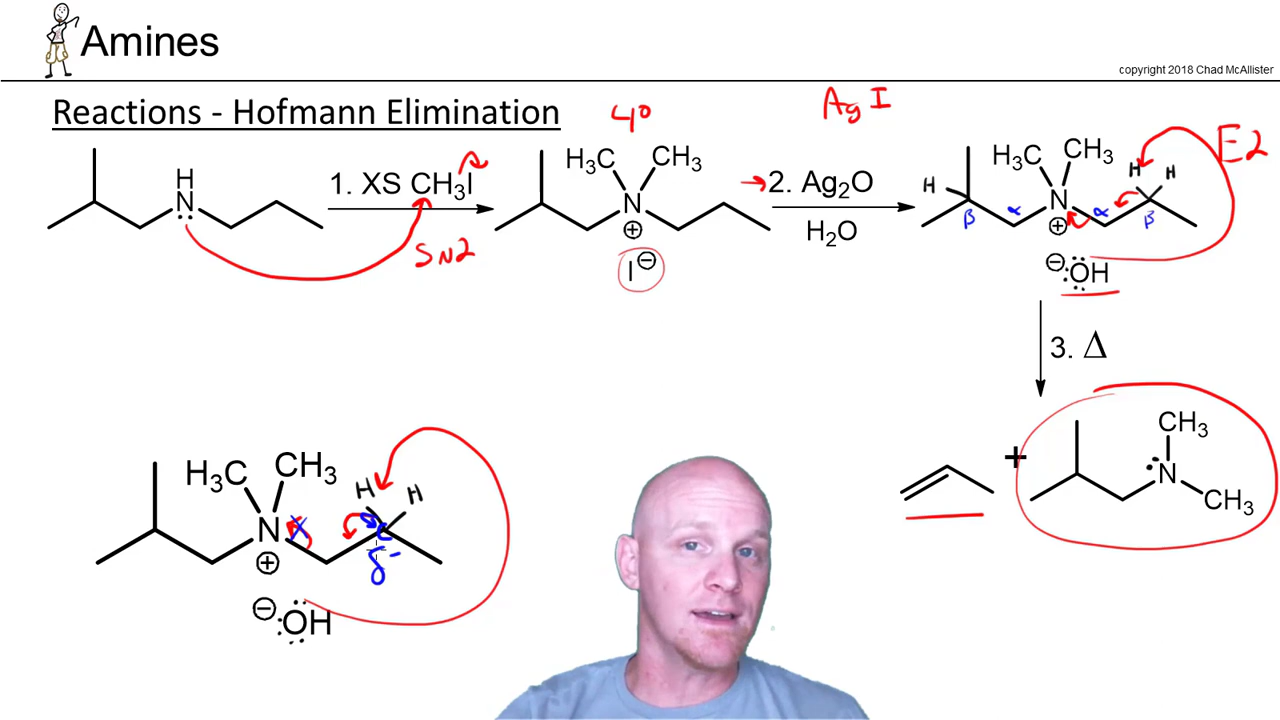 Amines
copyright 2018 Chad McAllister
Reactions - Hofmann Elimination
4°
Ag I
E2
H
N
1. XS CH3I
SN2
H3C CH3
N
⊕
I⊖
2. Ag2O
H2O
H3C CH3
H H H
N
β α α β
⊕
⊖OH
3. Δ
+
CH3
N
CH3
H3C CH3
H H
N
X
δ-
⊕
⊖OH